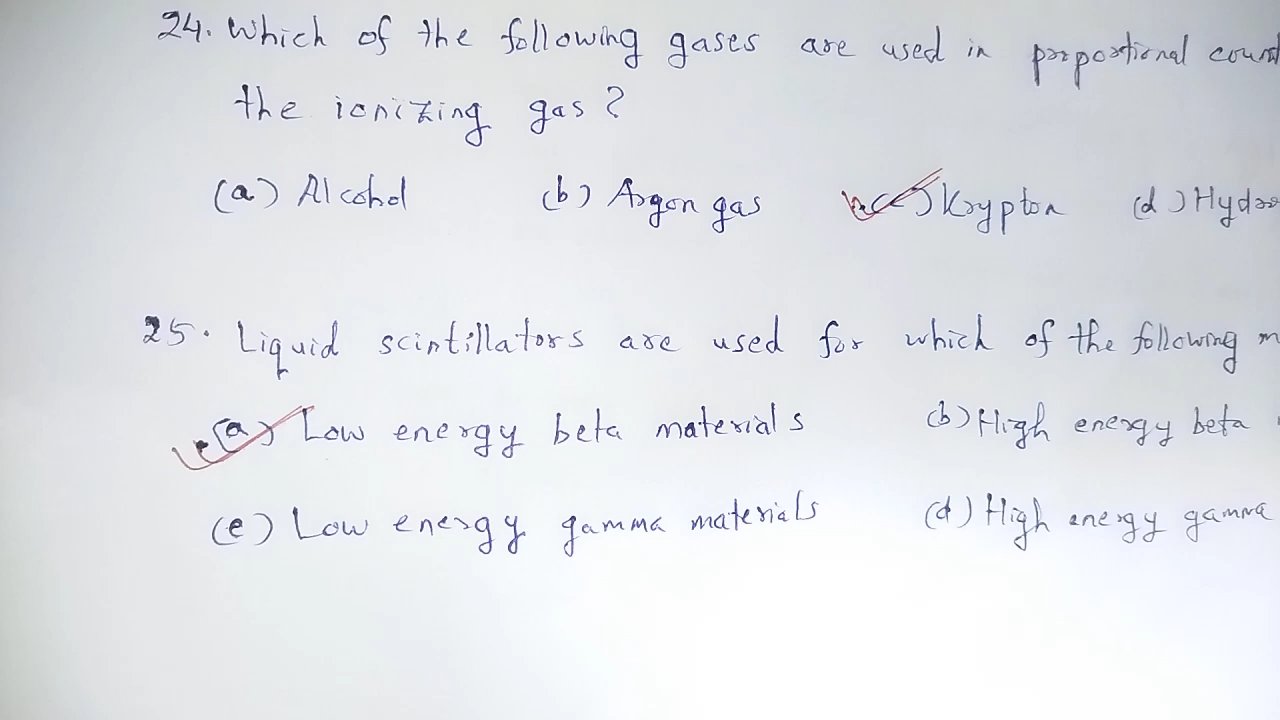 24. Which of the following gases are used in proportional coun
the ionizing gas?
(a) Alcohol (b) Argon gas (c) Krypton (d) Hydro
25. Liquid scintillators are used for which of the following m
(a) Low energy beta materials (b) High energy beta
(e) Low energy gamma materials (d) High energy gamma